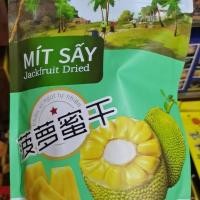 MÍT SẤY
Jackfruit Dried
菠萝蜜干